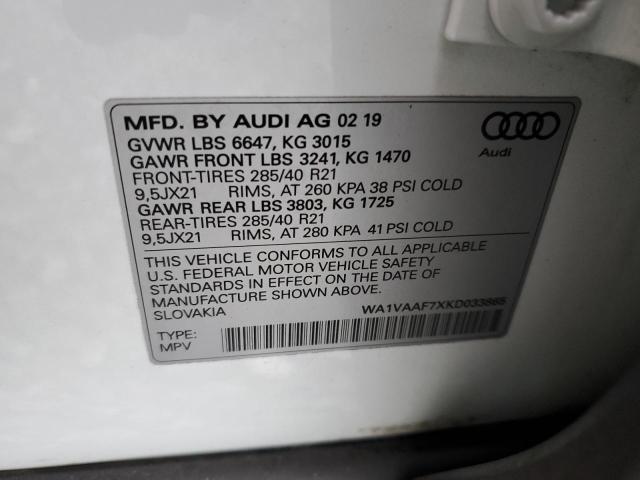 MFD. BY AUDI AG 02 19
GVWR LBS 6647, KG 3015
GAWR FRONT LBS 3241, KG 1470
FRONT-TIRES 285/40 R21
9,5JX21 RIMS, AT 260 KPA 38 PSI COLD
GAWR REAR LBS 3803, KG 1725
REAR-TIRES 285/40 R21
9,5JX21 RIMS, AT 280 KPA 41 PSI COLD
Audi
THIS VEHICLE CONFORMS TO ALL APPLICABLE
U.S. FEDERAL MOTOR VEHICLE SAFETY
STANDARDS IN EFFECT ON THE DATE OF
MANUFACTURE SHOWN ABOVE.
SLOVAKIA
WA1VAAF7XKD033865
TYPE:
MPV